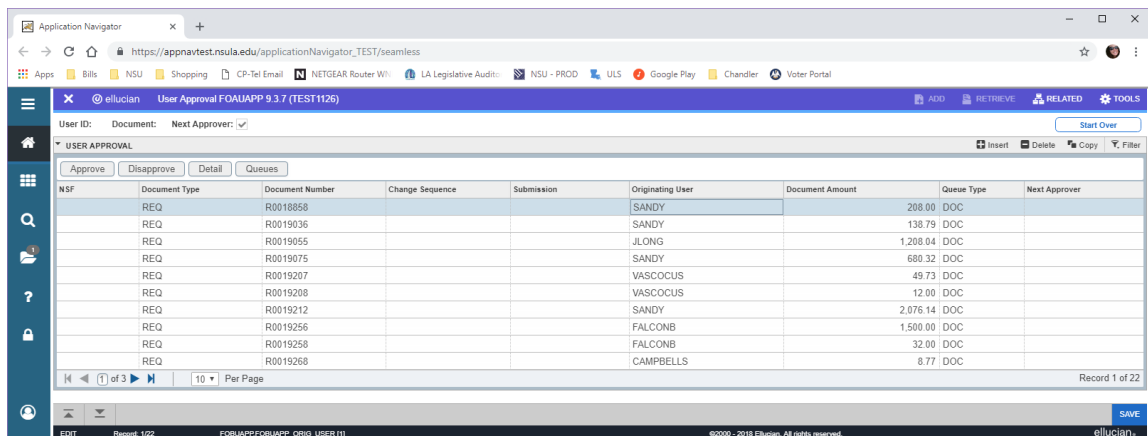 Application Navigator
https://appnavtest.nsula.edu/applicationNavigator_TEST/seamless
Apps Bills NSU Shopping CP-Tel Email NETGEAR Router WN LA Legislative Audito NSU - PROD ULS Google Play Chandler Voter Portal
ellucian User Approval FOAUAPP 9.3.7 (TEST1126) ADD RETRIEVE RELATED TOOLS
User ID: Document: Next Approver: Start Over
USER APPROVAL Insert Delete Copy Filter
Approve Disapprove Detail Queues
NSF Document Type Document Number Change Sequence Submission Originating User Document Amount Queue Type Next Approver
REQ R0018858 SANDY 208.00 DOC
REQ R0019036 SANDY 138.79 DOC
REQ R0019055 JLONG 1,208.04 DOC
REQ R0019075 SANDY 680.32 DOC
REQ R0019207 VASCOCUS 49.73 DOC
REQ R0019208 VASCOCUS 12.00 DOC
REQ R0019212 SANDY 2,076.14 DOC
REQ R0019256 FALCONB 1,500.00 DOC
REQ R0019258 FALCONB 32.00 DOC
REQ R0019268 CAMPBELLS 8.77 DOC
1 of 3 10 Per Page Record 1 of 22
1
?
SAVE
EDIT Record: 1/22 FOBUAPP.FOBUAPP_ORIG_USER [1] ©2000 - 2018 Ellucian. All rights reserved. ellucian